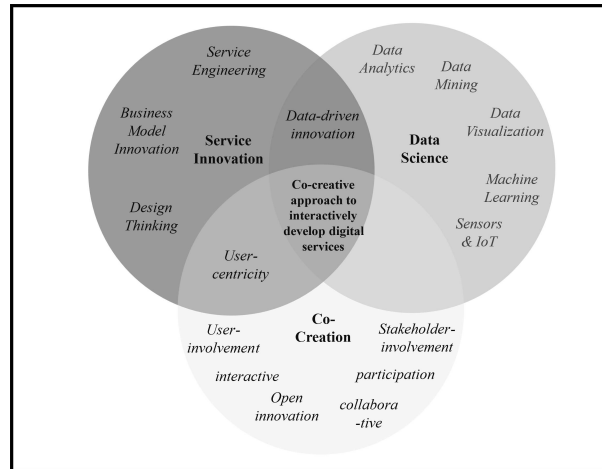 Service
Engineering
Data
Analytics
Data
Mining
Business
Model
Innovation
Service
Innovation
Data-driven
innovation
Data
Science
Data
Visualization
Design
Thinking
Co-creative
approach to
interactively
develop digital
services
Machine
Learning
Sensors
& IoT
User-
centricity
Co-
Creation
User-
involvement
Stakeholder-
involvement
interactive
participation
Open
innovation
collabora
-tive